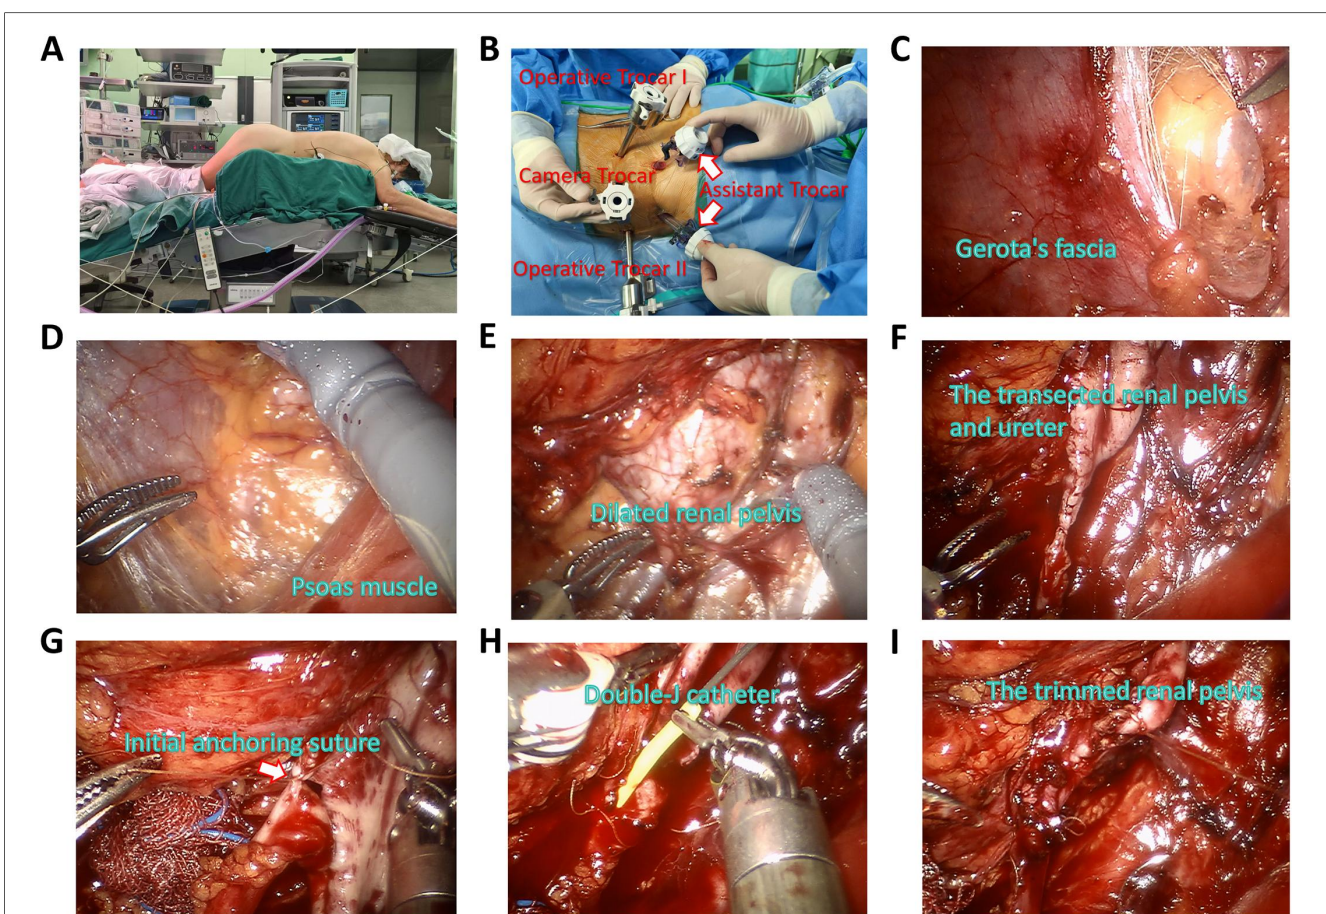 A
B
Operative Trocar I
Camera Trocar
Assistant Trocar
Operative Trocar II
C
Gerota's fascia
D
Psoas muscle
E
Dilated renal pelvis
F
The transected renal pelvis
and ureter
G
Initial anchoring suture
H
Double-J catheter
I
The trimmed renal pelvis